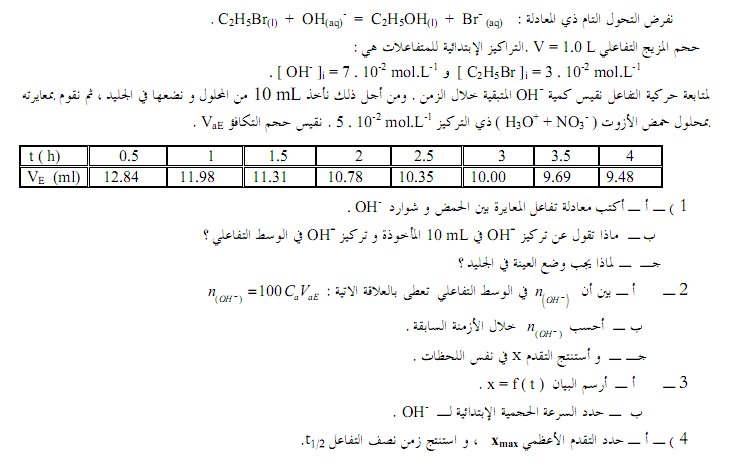 نفرض التحول التام ذي المعادلة : C2H5Br(l) + OH(aq)- = C2H5OH(l) + Br-(aq) .
حجم المزيج التفاعلي V = 1.0 L .التراكيز الإبتدائية للمتفاعلات هي :
[ C2H5Br ]i = 3 . 10-2 mol.L-1 و [ OH- ]i = 7 . 10-2 mol.L-1 .
لمتابعة حركية التفاعل نقيس كمية OH- المتبقية خلال الزمن . ومن أجل ذلك نأخذ 10 mL من المحلول و نضعها في الجليد ، ثم نقوم بمعايرته
بمحلول حمض الأزوت ( H3O+ + NO3- ) ذي التركيز 5 . 10-2 mol.L-1 . نقيس حجم التكافؤ VaE .
t ( h) 0.5 1 1.5 2 2.5 3 3.5 4
VE (ml) 12.84 11.98 11.31 10.78 10.35 10.00 9.69 9.48
1 ) ــ أ ــ أكتب معادلة تفاعل المعايرة بين الحمض و شوارد OH- .
ب ــ ماذا تقول عن تركيز OH- في 10 mL المأخوذة و تركيز OH- في الوسط التفاعلي ؟
جــ ــ لماذا يجب وضع العينة في الجليد ؟
2 ــ أ ــ بين أن n(OH-) في الوسط التفاعلي تعطى بالعلاقة الاتية : n(OH-) =100 CaVaE
ب ــ أحسب n(OH-) خلال الأزمنة السابقة .
جــ ــ و أستنتج التقدم x في نفس اللحظات .
3 ــ أ ــ أرسم البيان x = f ( t ) .
ب ــ حدد السرعة الحجمية الإبتدائية لــ OH- .
4 ) ــ أ ــ حدد التقدم الأعظمي xmax ، و استنتج زمن نصف التفاعل t1/2.